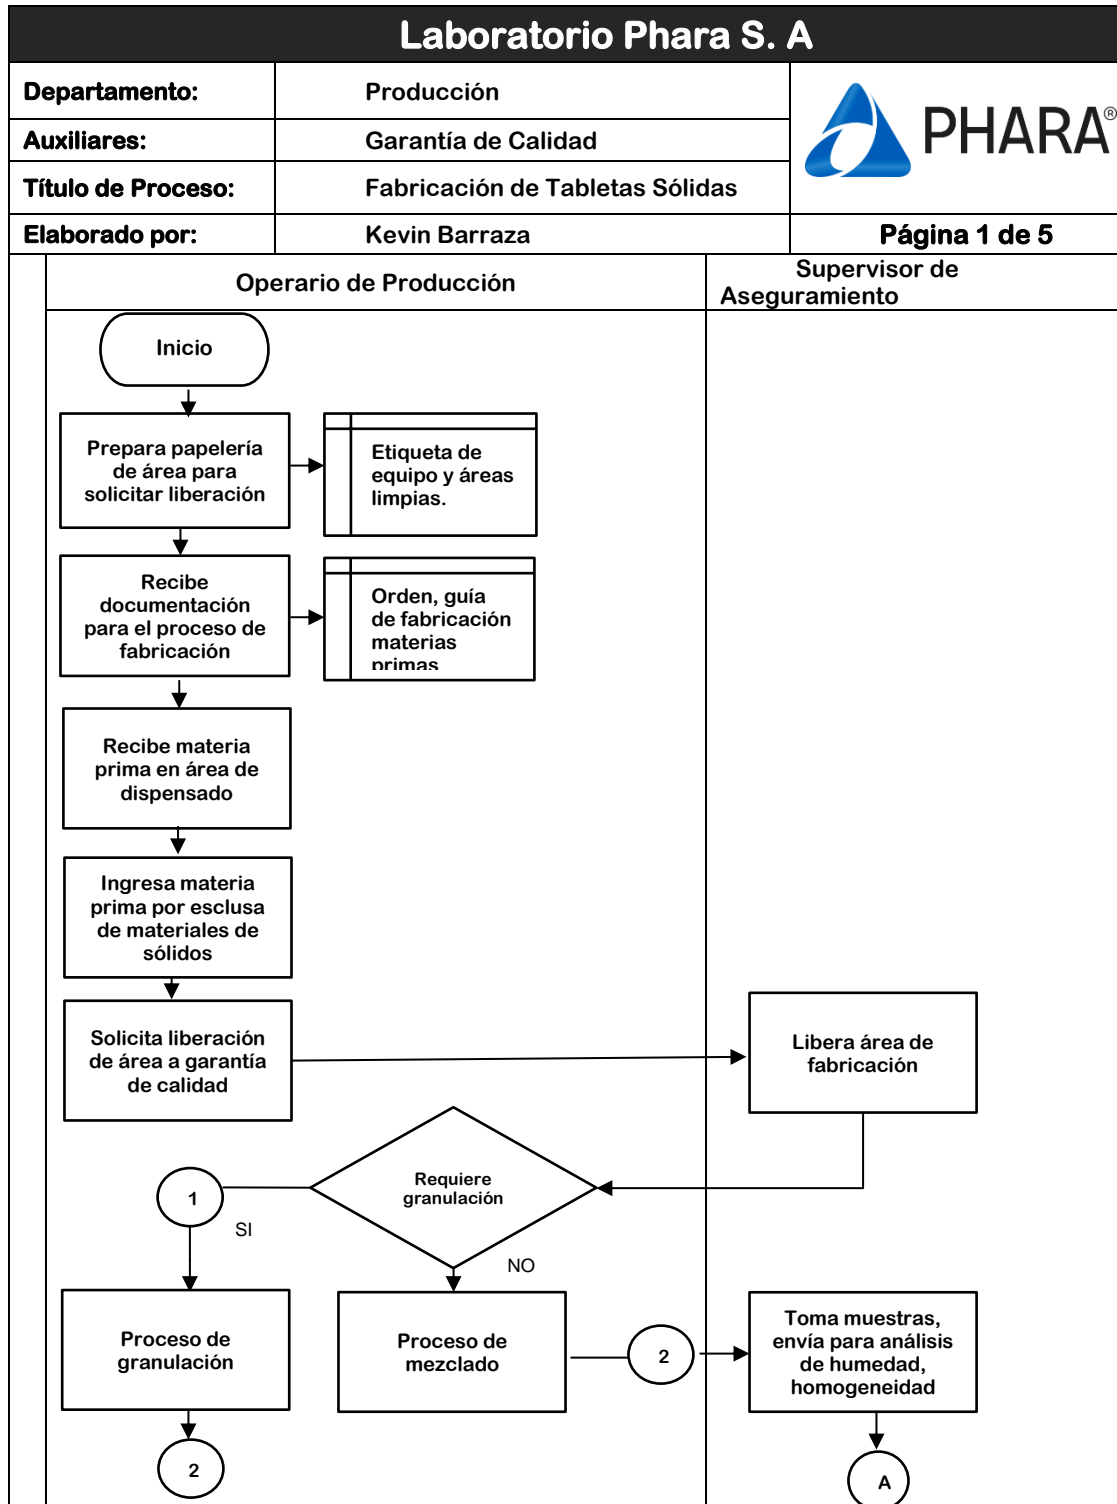 Laboratorio Phara S. A
Departamento:
Producción
Auxiliares:
Garantía de Calidad
Título de Proceso:
Fabricación de Tabletas Sólidas
PHARA®
Elaborado por:
Kevin Barraza
Página 1 de 5
Operario de Producción
Supervisor de
Aseguramiento
Inicio
Prepara papelería
de área para
solicitar liberación
Etiqueta de
equipo y áreas
limpias.
Recibe
documentación
para el proceso de
fabricación
Orden, guía
de fabricación
materias
primas
Recibe materia
prima en área de
dispensado
Ingresa materia
prima por esclusa
de materiales de
sólidos
Solicita liberación
de área a garantía
de calidad
Libera área de
fabricación
Requiere
granulación
1
SI
NO
Proceso de
granulación
Proceso de
mezclado
2
Toma muestras,
envía para análisis
de humedad,
homogeneidad
2
A